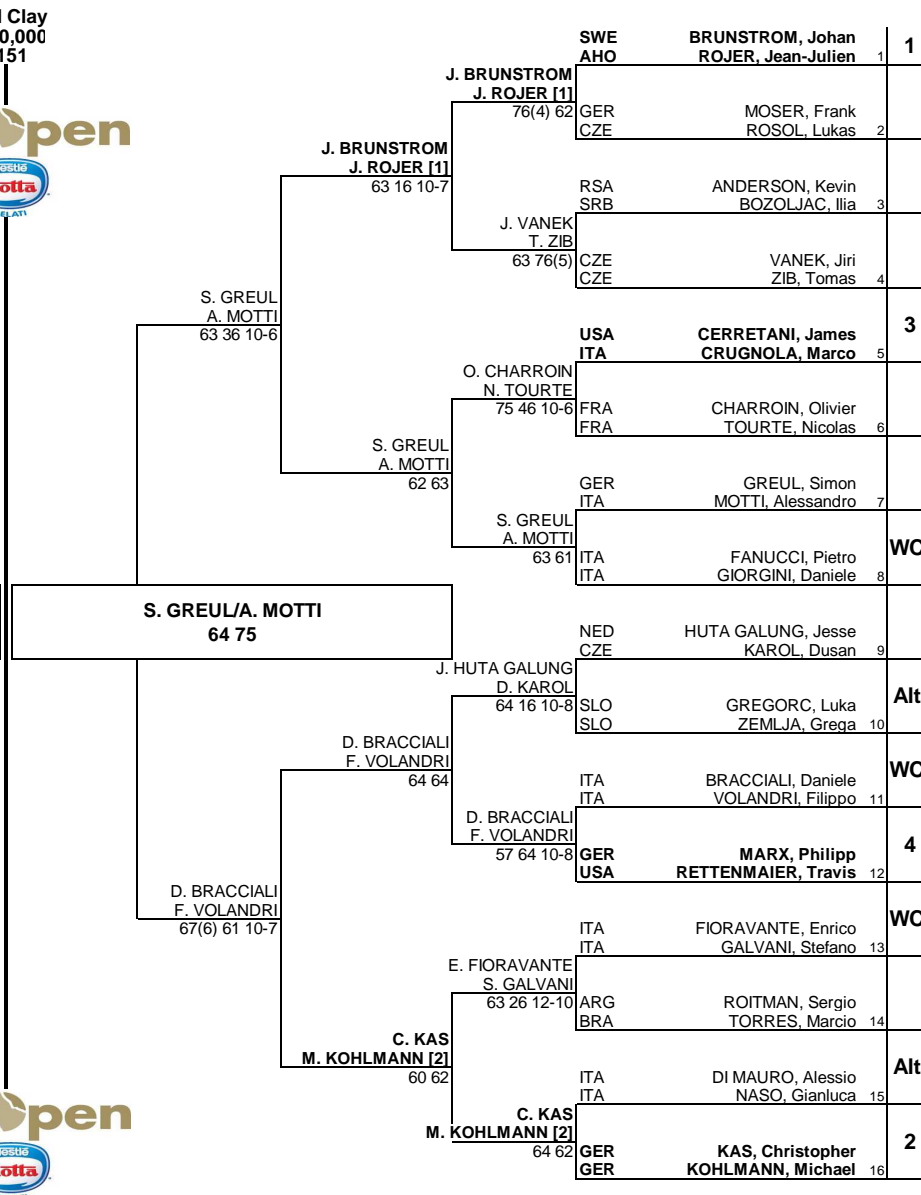 l Clay
0,000
151
SWE BRUNSTROM, Johan
AHO ROJER, Jean-Julien 1 1
J. BRUNSTROM
J. ROJER [1]
76(4) 62
GER MOSER, Frank
CZE ROSOL, Lukas 2
pen
J. BRUNSTROM
J. ROJER [1]
63 16 10-7
RSA ANDERSON, Kevin
SRB BOZOLJAC, Ilia 3
J. VANEK
T. ZIB
63 76(5)
CZE VANEK, Jiri
CZE ZIB, Tomas 4
S. GREUL
A. MOTTI
63 36 10-6
USA CERRETANI, James 3
ITA CRUGNOLA, Marco 5
O. CHARROIN
N. TOURTE
75 46 10-6
FRA CHARROIN, Olivier
FRA TOURTE, Nicolas 6
S. GREUL
A. MOTTI
62 63
GER GREUL, Simon
ITA MOTTI, Alessandro 7
S. GREUL
A. MOTTI
63 61
WC
ITA FANUCCI, Pietro
ITA GIORGINI, Daniele 8
S. GREUL/A. MOTTI
64 75
NED HUTA GALUNG, Jesse
CZE KAROL, Dusan 9
J. HUTA GALUNG
D. KAROL
64 16 10-8
Alt
SLO GREGORC, Luka
SLO ZEMLJA, Grega 10
D. BRACCIALI
F. VOLANDRI
64 64
WC
ITA BRACCIALI, Daniele
ITA VOLANDRI, Filippo 11
D. BRACCIALI
F. VOLANDRI
57 64 10-8
GER MARX, Philipp 4
USA RETTENMAIER, Travis 12
D. BRACCIALI
F. VOLANDRI
67(6) 61 10-7
WC
ITA FIORAVANTE, Enrico
ITA GALVANI, Stefano 13
E. FIORAVANTE
S. GALVANI
63 26 12-10
ARG ROITMAN, Sergio
BRA TORRES, Marcio 14
C. KAS
M. KOHLMANN [2]
60 62
Alt
ITA DI MAURO, Alessio
ITA NASO, Gianluca 15
pen
C. KAS
M. KOHLMANN [2]
64 62
GER KAS, Christopher 2
GER KOHLMANN, Michael 16